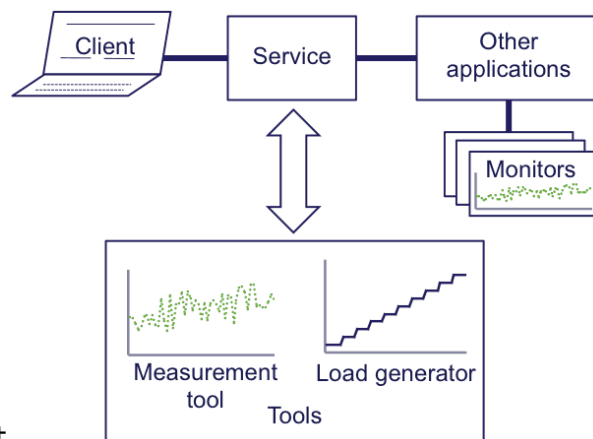 Client
Service
Other
applications
Monitors
Measurement
tool
Load generator
Tools
+